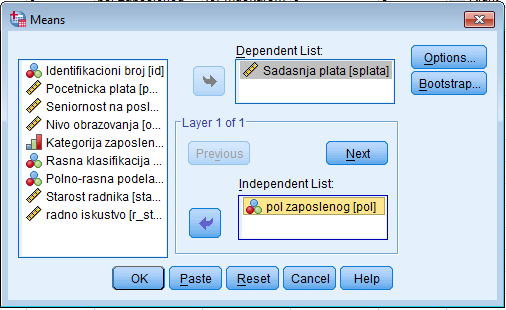 Means
Identifikacioni broj [id]
Pocetnicka plata [p...
Seniornost na posl...
Nivo obrazovanja [o...
Kategorija zaposlen...
Rasna klasifikacija ...
Polno-rasna podela...
Starost radnika [sta...
radno iskustvo [r_st...
Dependent List:
Sadasnja plata [splata]
Options...
Bootstrap...
Layer 1 of 1
Previous
Next
Independent List:
pol zaposlenog [pol]
OK
Paste
Reset
Cancel
Help